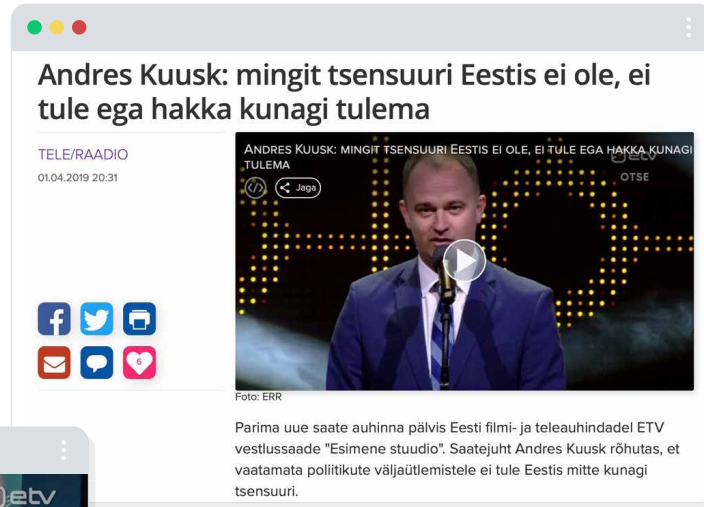 Andres Kuusk: mingit tsensuuri Eestis ei ole, ei
tule ega hakka kunagi tulema
TELE/RAADIO
01.04.2019 20:31
ANDRES KUUSK: MINGIT TSENSUURI EESTIS EI OLE, EI TULE EGA HAKKA KUNAGI
TULEMA
etv
OTSE
</> Jaga
6
Foto: ERR
Parima uue saate auhinna pälvis Eesti filmi- ja teleauhindadel ETV
vestlussaade "Esimene stuudio". Saatejuht Andres Kuusk rõhutas, et
vaatamata poliitikute väljaütlemistele ei tule Eestis mitte kunagi
tsensuuri.
etv